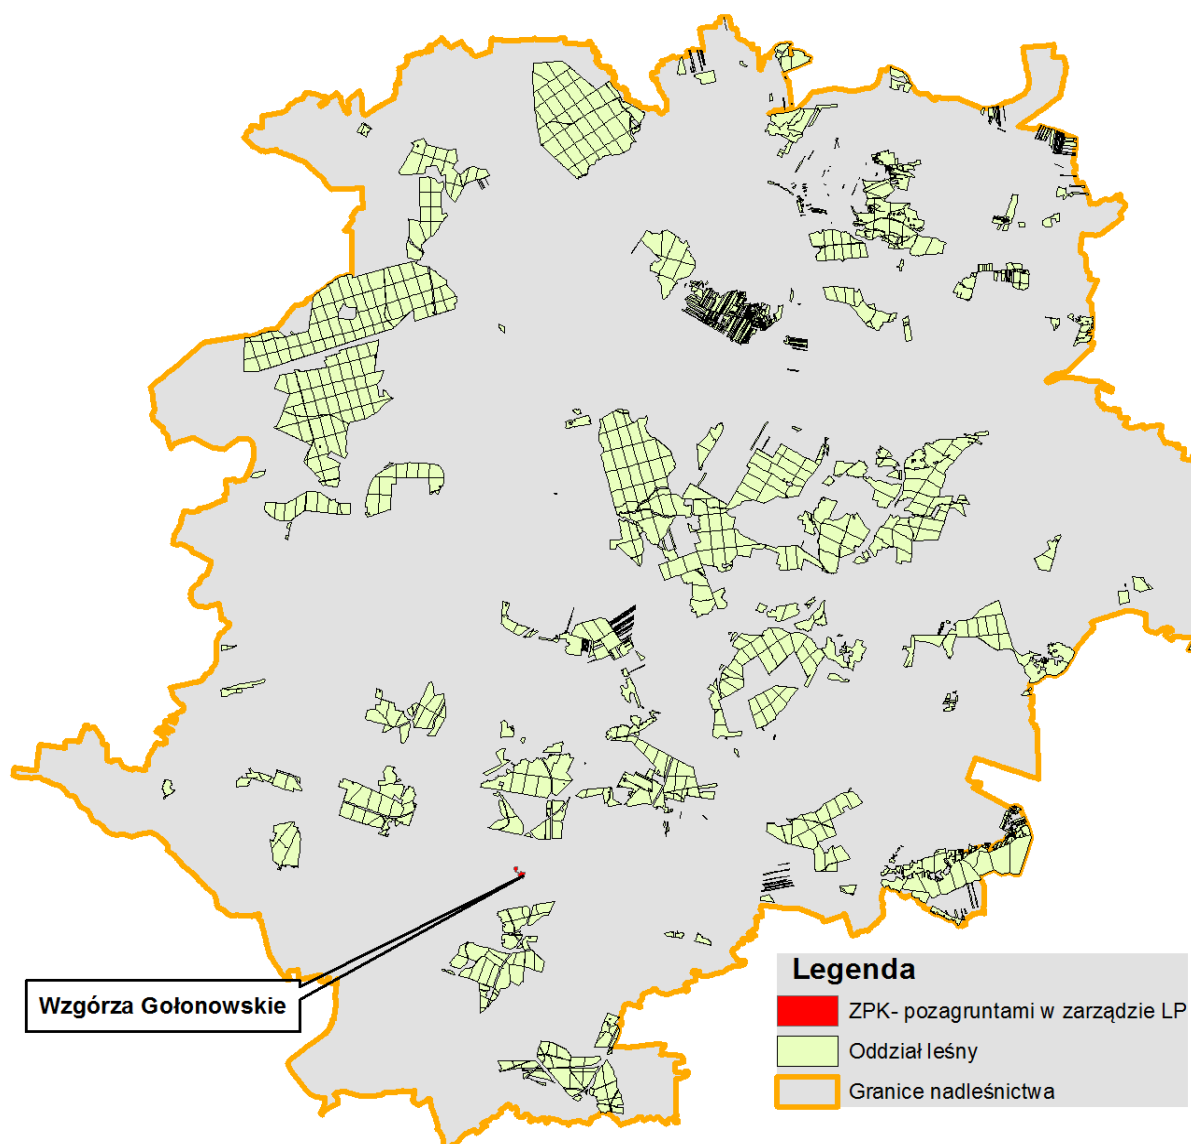 Wzgórza Gołonowskie
Legenda
ZPK- pozagruntami w zarządzie LP
Oddział leśny
Granice nadleśnictwa